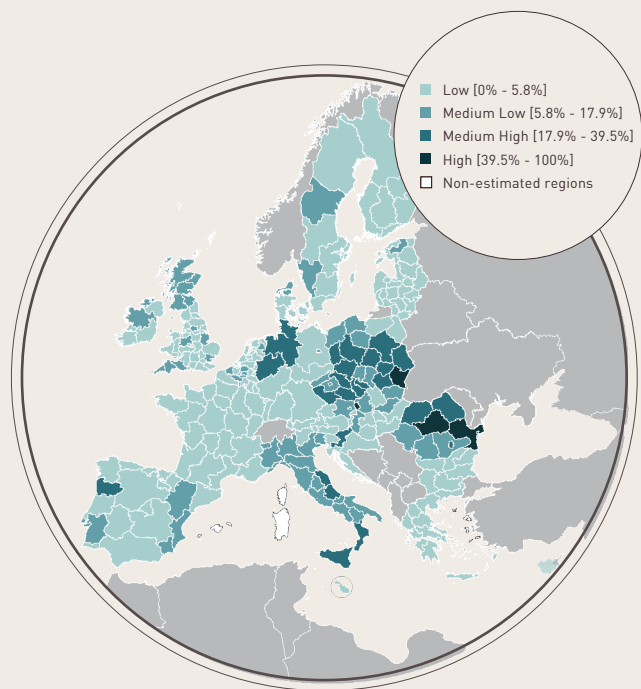 Low [0% - 5.8%]
Medium Low [5.8% - 17.9%]
Medium High [17.9% - 39.5%]
High [39.5% - 100%]
Non-estimated regions